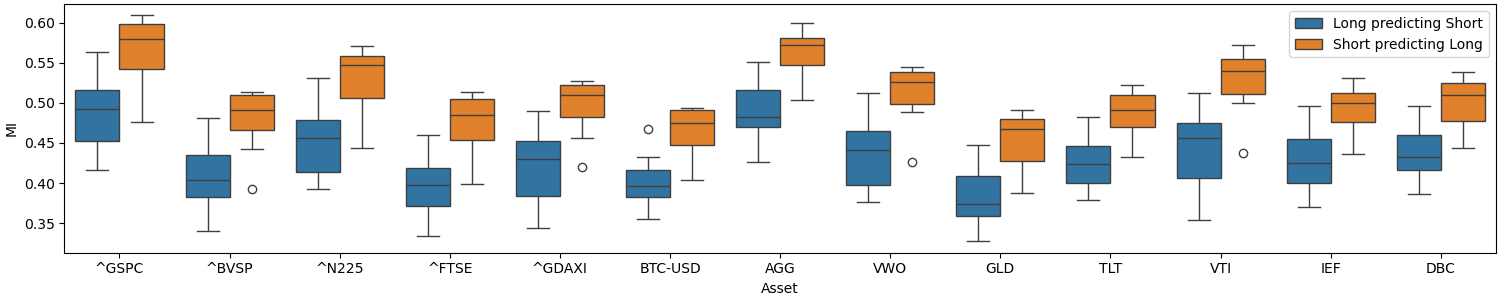 0.60
0.55
0.50
0.45
0.40
0.35
MI
Long predicting Short
Short predicting Long
^GSPC ^BVSP ^N225 ^FTSE ^GDAXI BTC-USD AGG VWO GLD TLT VTI IEF DBC
Asset